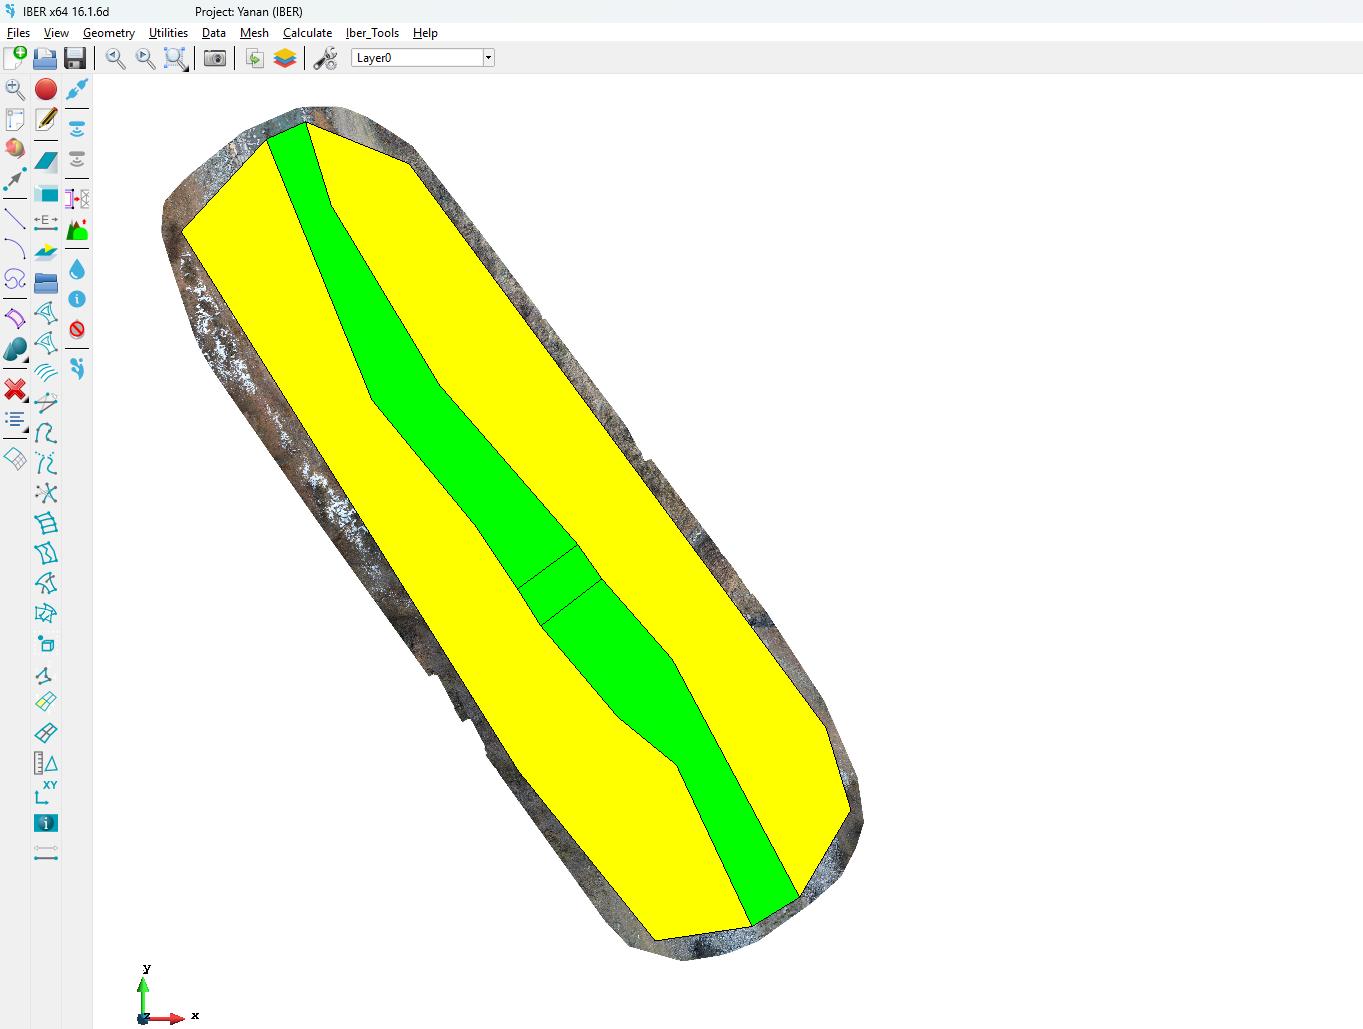 IBER x64 16.1.6d Project: Yanan (IBER)
Files View Geometry Utilities Data Mesh Calculate Iber_Tools Help
Layer0
E
XY
y
z x